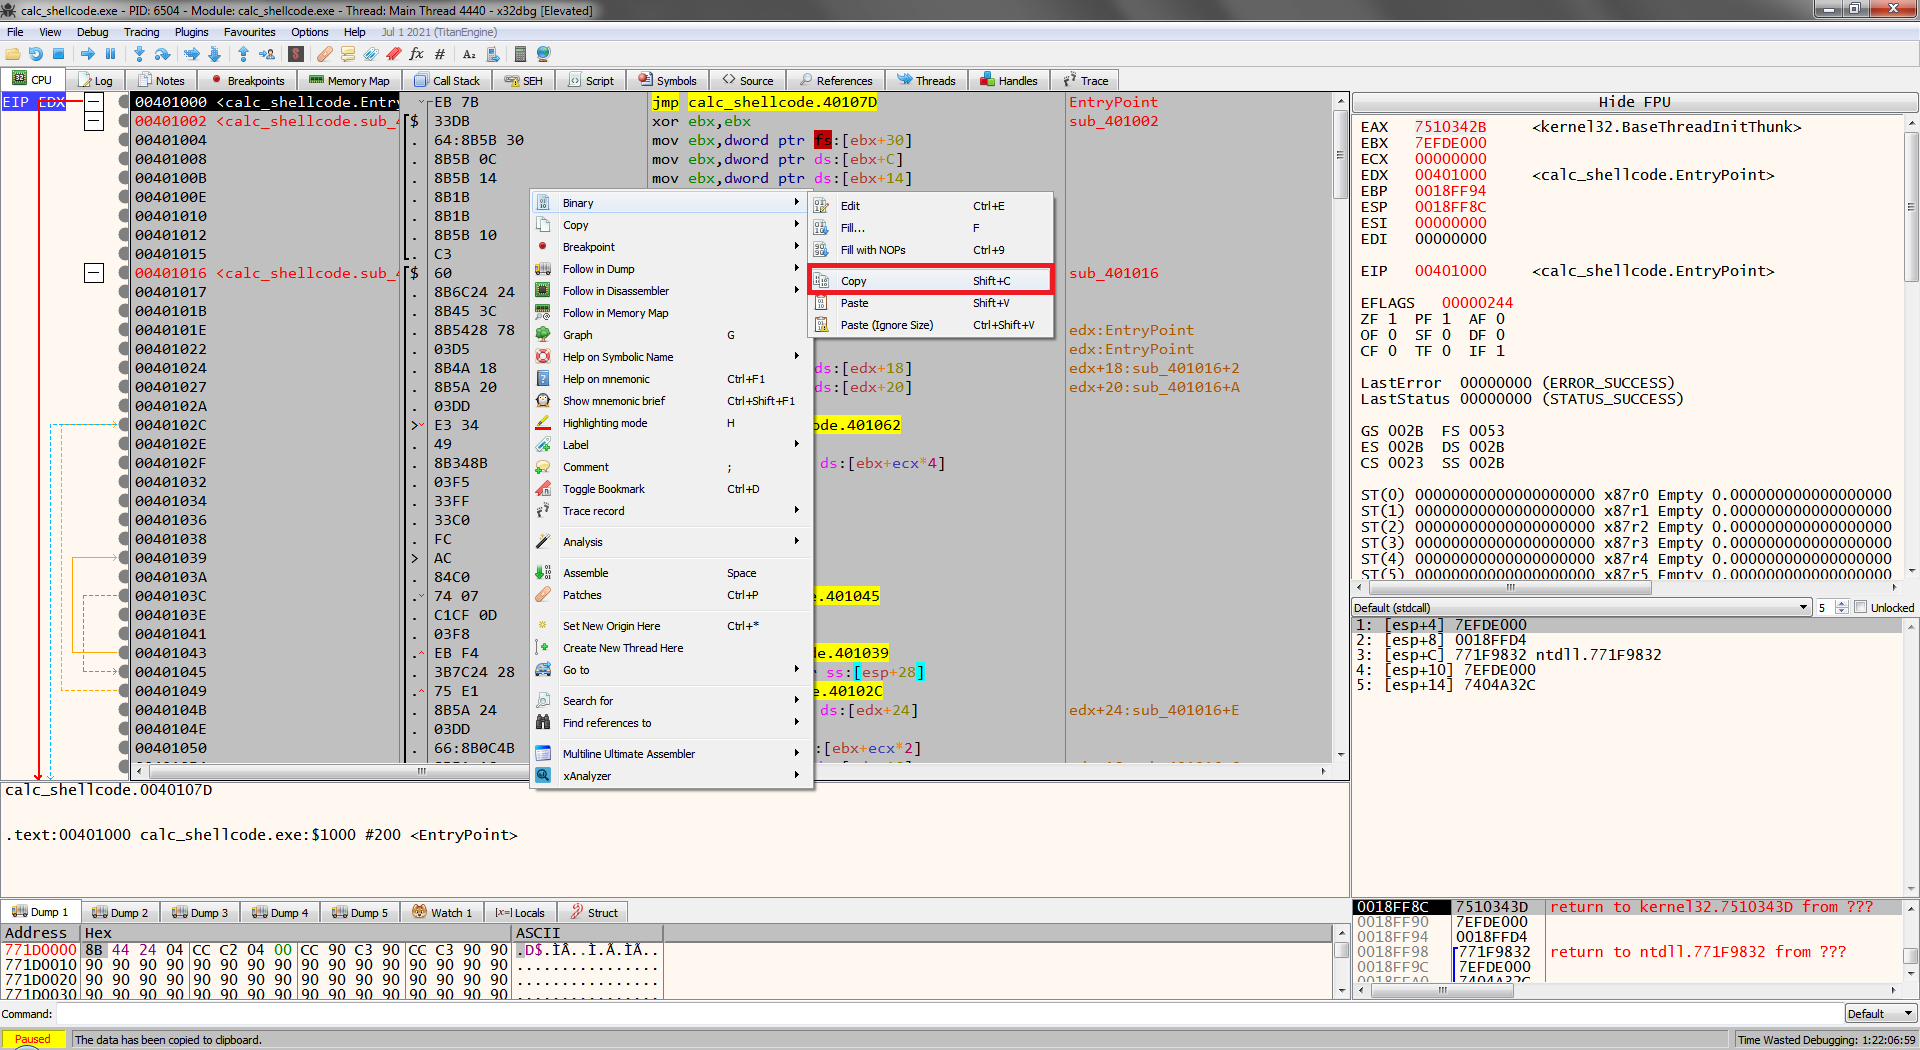 calc_shellcode.exe - PID: 6504 - Module: calc_shellcode.exe - Thread: Main Thread 4440 - x32dbg [Elevated]
File View Debug Tracing Plugins Favourites Options Help Jul 1 2021 (TitanEngine)
CPU Log Notes Breakpoints Memory Map Call Stack SEH Script Symbols Source References Threads Handles Trace
EIP EDX
00401000 <calc_shellcode.Entry EB 7B jmp calc_shellcode.40107D EntryPoint
00401002 <calc_shellcode.sub_4 $ 33DB xor ebx,ebx sub_401002
00401004 . 64:8B5B 30 mov ebx,dword ptr fs:[ebx+30]
00401008 . 8B5B 0C mov ebx,dword ptr ds:[ebx+C]
0040100B . 8B5B 14 mov ebx,dword ptr ds:[ebx+14]
0040100E . 8B1B
00401010 . 8B1B
00401012 . 8B5B 10
00401015 . C3
00401016 <calc_shellcode.sub_4 $ 60 sub_401016
00401017 . 8B6C24 24
0040101B . 8B45 3C
0040101E . 8B5428 78 edx:EntryPoint
00401022 . 03D5 edx:EntryPoint
00401024 . 8B4A 18 ds:[edx+18] edx+18:sub_401016+2
00401027 . 8B5A 20 ds:[edx+20] edx+20:sub_401016+A
0040102A . 03DD
0040102C > E3 34 ode.401062
0040102E . 49
0040102F . 8B348B ds:[ebx+ecx*4]
00401032 . 03F5
00401034 . 33FF
00401036 . 33C0
00401038 . FC
00401039 > AC
0040103A . 84C0
0040103C . 74 07 e.401045
0040103E . C1CF 0D
00401041 . 03F8
00401043 . EB F4 de.401039
00401045 . 3B7C24 28 ss:[esp+28]
00401049 . 75 E1 e.40102C
0040104B . 8B5A 24 ds:[edx+24] edx+24:sub_401016+E
0040104E . 03DD
00401050 . 66:8B0C4B :[ebx+ecx*2]
Binary
Copy
Breakpoint
Follow in Dump
Follow in Disassembler
Follow in Memory Map
Graph G
Help on Symbolic Name
Help on mnemonic Ctrl+F1
Show mnemonic brief Ctrl+Shift+F1
Highlighting mode H
Label
Comment ;
Toggle Bookmark Ctrl+D
Trace record
Analysis
Assemble Space
Patches Ctrl+P
Set New Origin Here Ctrl+*
Create New Thread Here
Go to
Search for
Find references to
Multiline Ultimate Assembler
xAnalyzer
Edit Ctrl+E
Fill... F
Fill with NOPs Ctrl+9
Copy Shift+C
Paste Shift+V
Paste (Ignore Size) Ctrl+Shift+V
Hide FPU
EAX 7510342B <kernel32.BaseThreadInitThunk>
EBX 7EFDE000
ECX 00000000
EDX 00401000 <calc_shellcode.EntryPoint>
EBP 0018FF94
ESP 0018FF8C
ESI 00000000
EDI 00000000
EIP 00401000 <calc_shellcode.EntryPoint>
EFLAGS 00000244
ZF 1 PF 1 AF 0
OF 0 SF 0 DF 0
CF 0 TF 0 IF 1
LastError 00000000 (ERROR_SUCCESS)
LastStatus 00000000 (STATUS_SUCCESS)
GS 002B FS 0053
ES 002B DS 002B
CS 0023 SS 002B
ST(0) 00000000000000000000 x87r0 Empty 0.000000000000000000
ST(1) 00000000000000000000 x87r1 Empty 0.000000000000000000
ST(2) 00000000000000000000 x87r2 Empty 0.000000000000000000
ST(3) 00000000000000000000 x87r3 Empty 0.000000000000000000
ST(4) 00000000000000000000 x87r4 Empty 0.000000000000000000
ST(5) 00000000000000000000 x87r5 Empty 0.000000000000000000
Default (stdcall) 5 Unlocked
1: [esp+4] 7EFDE000
2: [esp+8] 0018FFD4
3: [esp+C] 771F9832 ntdll.771F9832
4: [esp+10] 7EFDE000
5: [esp+14] 7404A32C
calc_shellcode.0040107D
.text:00401000 calc_shellcode.exe:$1000 #200 <EntryPoint>
Dump 1 Dump 2 Dump 3 Dump 4 Dump 5 Watch 1 [x=] Locals Struct
Address Hex ASCII
771D0000 8B 44 24 04 CC C2 04 00 CC 90 C3 90 CC C3 90 90 .D$.ÌÂ..Ì.Ã.ÌÃ..
771D0010 90 90 90 90 90 90 90 90 90 90 90 90 90 90 90 90 ................
771D0020 90 90 90 90 90 90 90 90 90 90 90 90 90 90 90 90 ................
771D0030 90 90 90 90 90 90 90 90 90 90 90 90 90 90 90 90 ................
0018FF8C 7510343D return to kernel32.7510343D from ???
0018FF90 7EFDE000
0018FF94 0018FFD4
0018FF98 771F9832 return to ntdll.771F9832 from ???
0018FF9C 7EFDE000
0018FFA0 7404A32C
Command: Default
Paused The data has been copied to clipboard. Time Wasted Debugging: 1:22:06:59